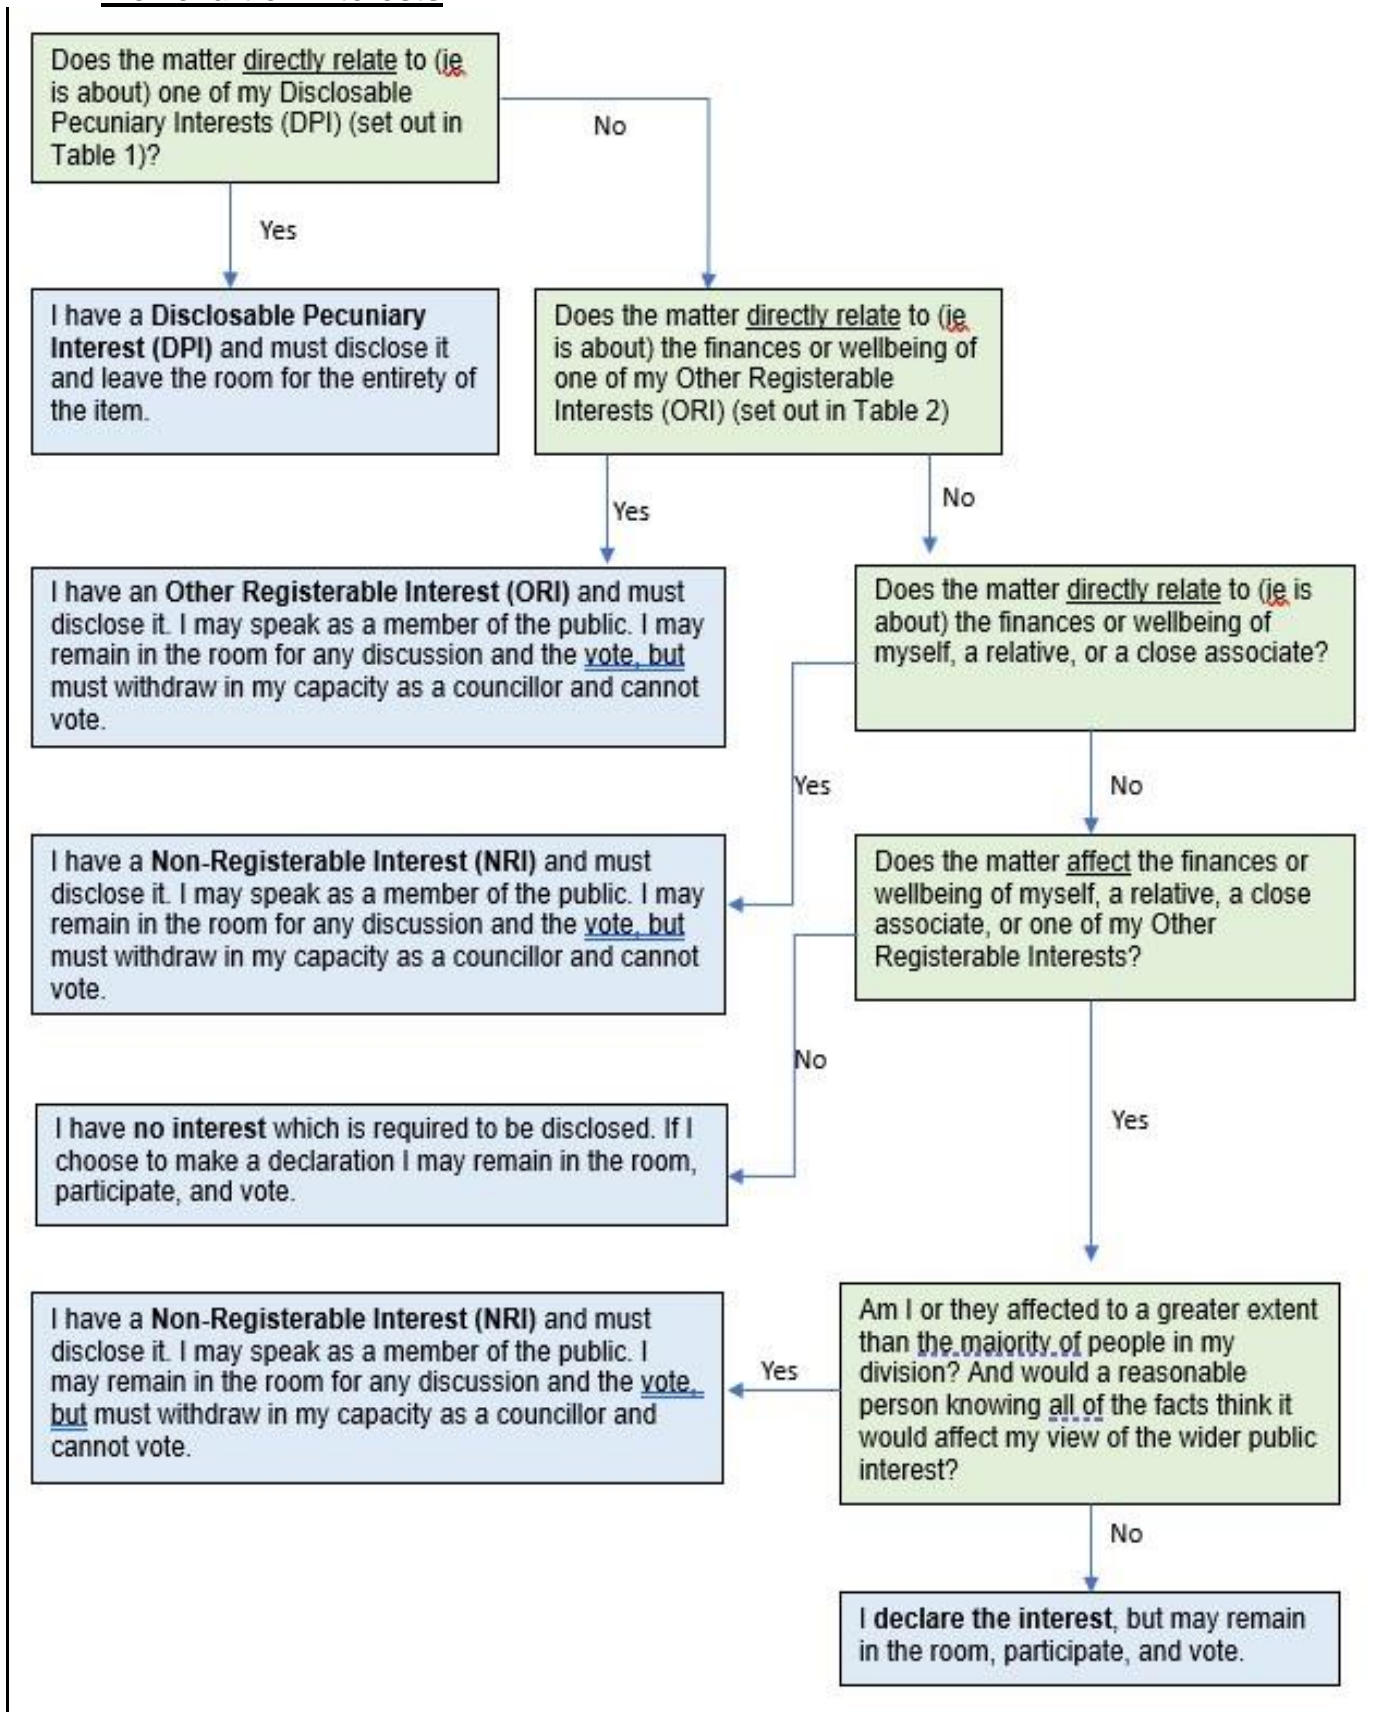 Does the matter directly relate to (ie
is about) one of my Disclosable
Pecuniary Interests (DPI) (set out in
Table 1)?
No
Yes
I have a Disclosable Pecuniary
Interest (DPI) and must disclose it
and leave the room for the entirety of
the item.
Does the matter directly relate to (ie
is about) the finances or wellbeing of
one of my Other Registerable
Interests (ORI) (set out in Table 2)
Yes
No
I have an Other Registerable Interest (ORI) and must
disclose it. I may speak as a member of the public. I may
remain in the room for any discussion and the vote, but
must withdraw in my capacity as a councillor and cannot
vote.
Does the matter directly relate to (ie is
about) the finances or wellbeing of
myself, a relative, or a close associate?
Yes
No
I have a Non-Registerable Interest (NRI) and must
disclose it. I may speak as a member of the public. I may
remain in the room for any discussion and the vote, but
must withdraw in my capacity as a councillor and cannot
vote.
Does the matter affect the finances or
wellbeing of myself, a relative, a close
associate, or one of my Other
Registerable Interests?
No
Yes
I have no interest which is required to be disclosed. If I
choose to make a declaration I may remain in the room,
participate, and vote.
I have a Non-Registerable Interest (NRI) and must
disclose it. I may speak as a member of the public. I
may remain in the room for any discussion and the vote,
but must withdraw in my capacity as a councillor and
cannot vote.
Yes
Am I or they affected to a greater extent
than the majority of people in my
division? And would a reasonable
person knowing all of the facts think it
would affect my view of the wider public
interest?
No
I declare the interest, but may remain
in the room, participate, and vote.